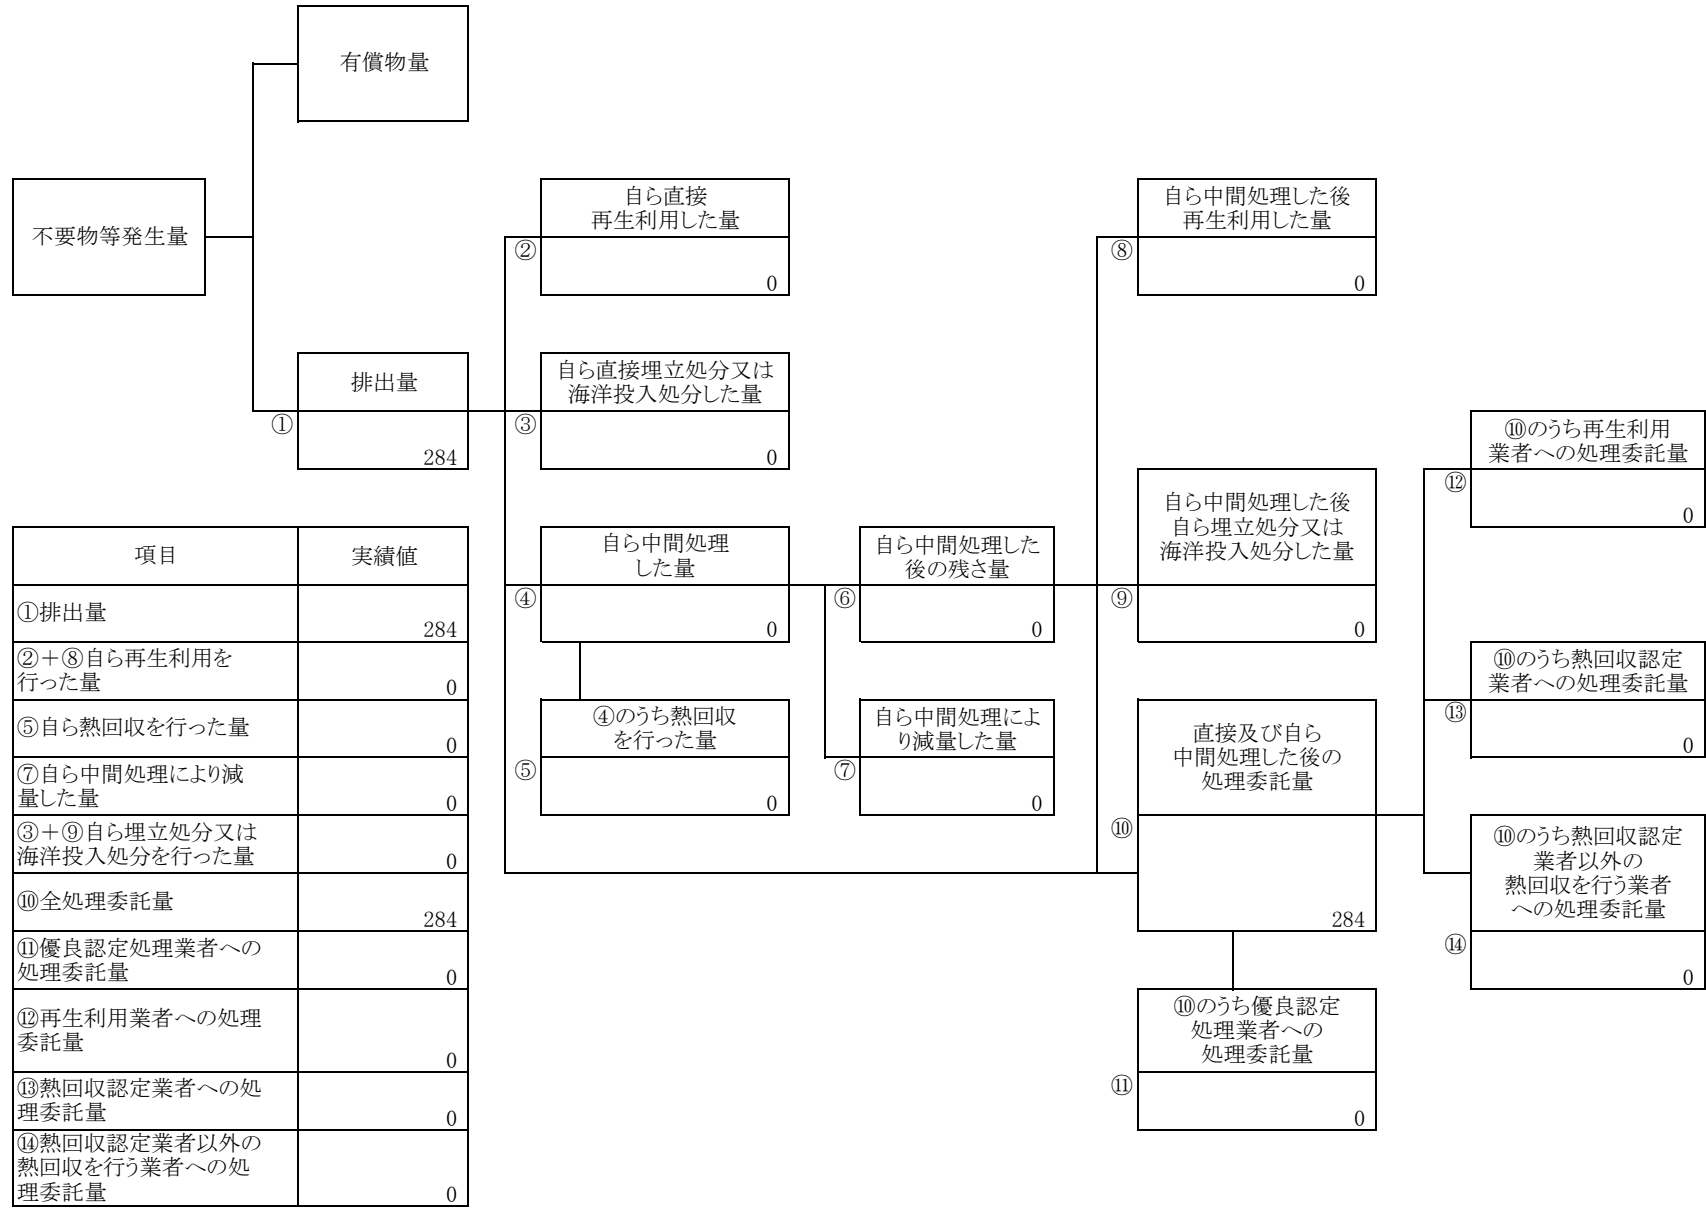 有償物量
不要物等発生量
排出量
①
284
自ら直接
再生利用した量
②
0
自ら直接埋立処分又は
海洋投入処分した量
③
0
自ら中間処理
した量
④
0
④のうち熱回収
を行った量
⑤
0
自ら中間処理した
後の残さ量
⑥
0
自ら中間処理によ
り減量した量
⑦
0
自ら中間処理した後
再生利用した量
⑧
0
自ら中間処理した後
自ら埋立処分又は
海洋投入処分した量
⑨
0
直接及び自ら
中間処理した後の
処理委託量
⑩
284
⑩のうち優良認定
処理業者への
処理委託量
⑪
0
⑩のうち再生利用
業者への処理委託量
⑫
0
⑩のうち熱回収認定
業者への処理委託量
⑬
0
⑩のうち熱回収認定
業者以外の
熱回収を行う業者
への処理委託量
⑭
0
項目 実績値
①排出量
284
②＋⑧自ら再生利用を
行った量
0
⑤自ら熱回収を行った量
0
⑦自ら中間処理により減
量した量
0
③＋⑨自ら埋立処分又は
海洋投入処分を行った量
0
⑩全処理委託量
284
⑪優良認定処理業者への
処理委託量
0
⑫再生利用業者への処理
委託量
0
⑬熱回収認定業者への処
理委託量
0
⑭熱回収認定業者以外の
熱回収を行う業者への処
理委託量
0